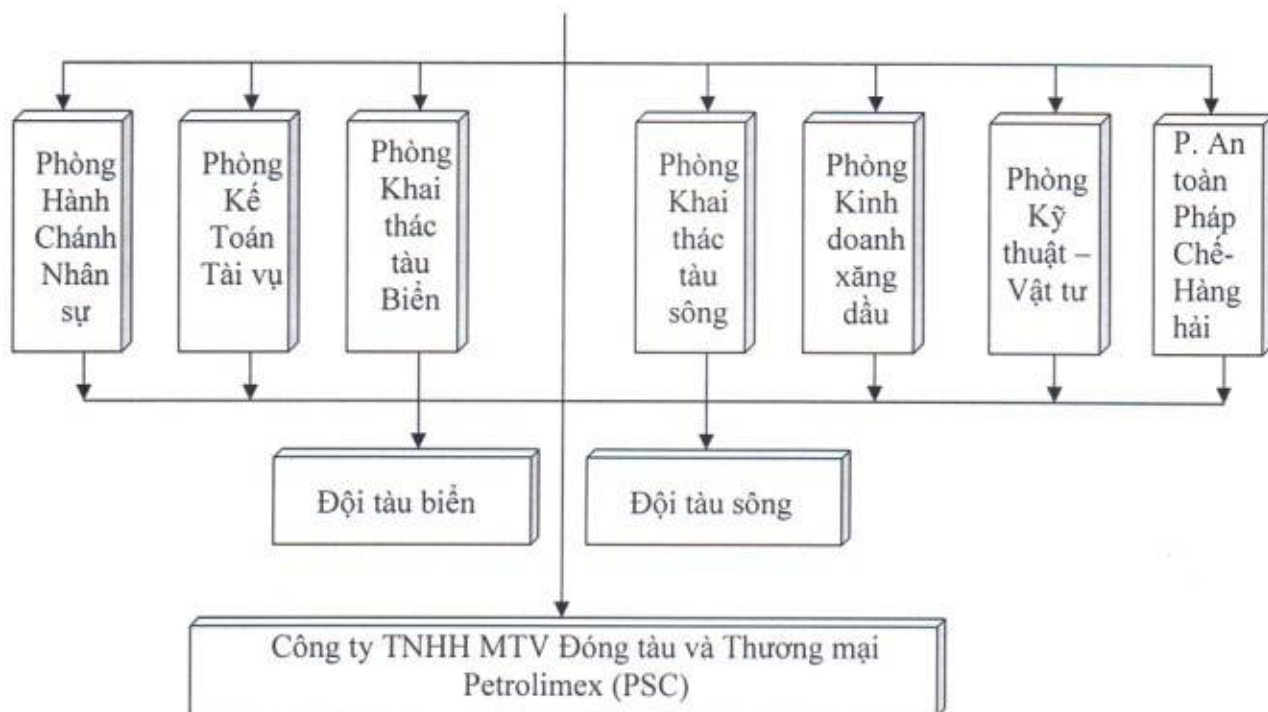 Phòng
Hành
Chánh
Nhân
sự
Phòng
Kế
Toán
Tài vụ
Phòng
Khai
thác
tàu
Biển
Phòng
Khai
thác
tàu
sông
Phòng
Kinh
doanh
xăng
dầu
Phòng
Kỹ
thuật –
Vật tư
P. An
toàn
Pháp
Chế-
Hàng
hải
Đội tàu biển
Đội tàu sông
Công ty TNHH MTV Đóng tàu và Thương mại
Petrolimex (PSC)